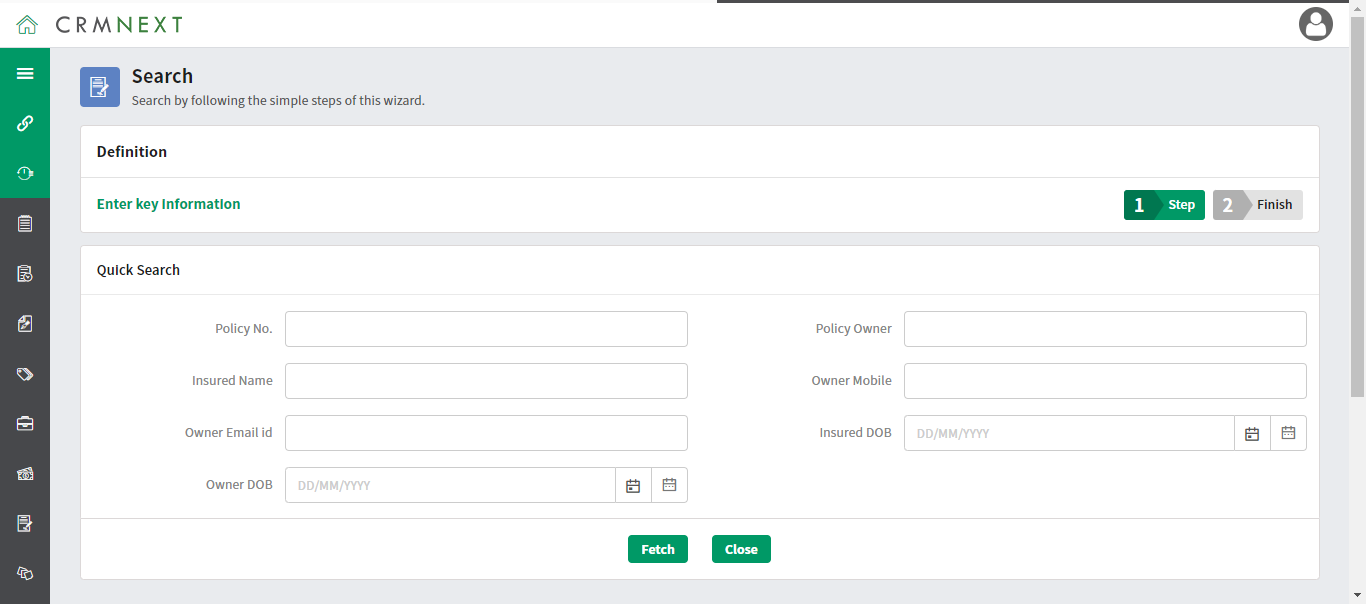 CRMNEXT
Search
Search by following the simple steps of this wizard.
Definition
Enter key Information
1 Step 2 Finish
Quick Search
Policy No. Policy Owner
Insured Name Owner Mobile
Owner Email id Insured DOB DD/MM/YYYY
Owner DOB DD/MM/YYYY
Fetch Close